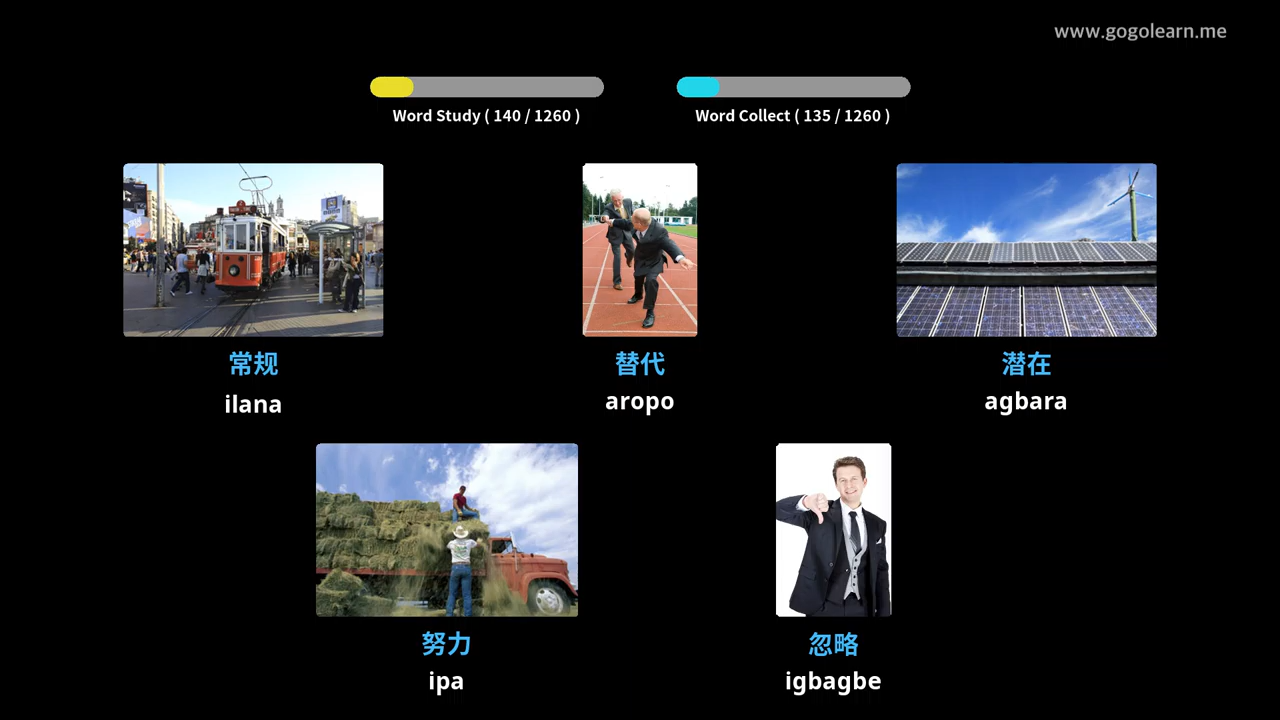 www.gogolearn.me
Word Study ( 140 / 1260 )
Word Collect ( 135 / 1260 )
常规
ilana
替代
aropo
潜在
agbara
努力
ipa
忽略
igbagbe